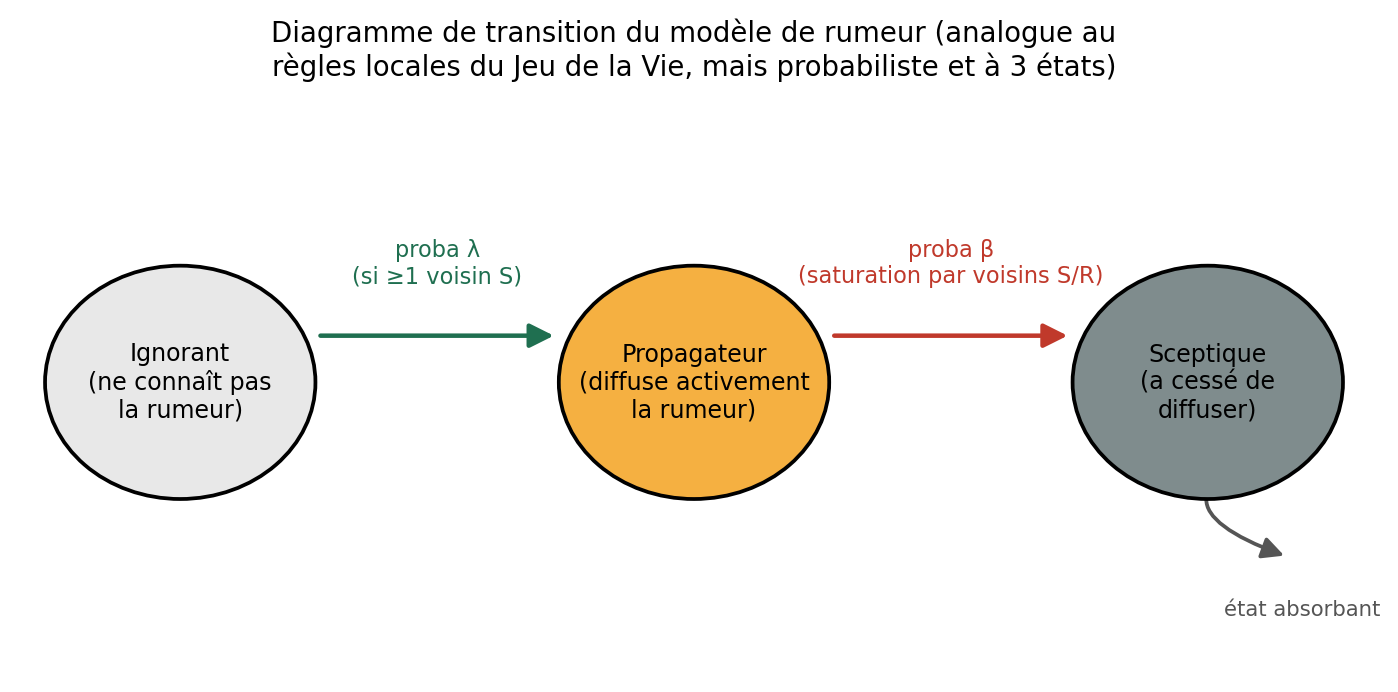 Diagramme de transition du modèle de rumeur (analogue au
règles locales du Jeu de la Vie, mais probabiliste et à 3 états)
proba λ
(si ≥1 voisin S)
proba β
(saturation par voisins S/R)
Ignorant
(ne connaît pas
la rumeur)
Propagateur
(diffuse activement
la rumeur)
Sceptique
(a cessé de
diffuser)
état absorbant